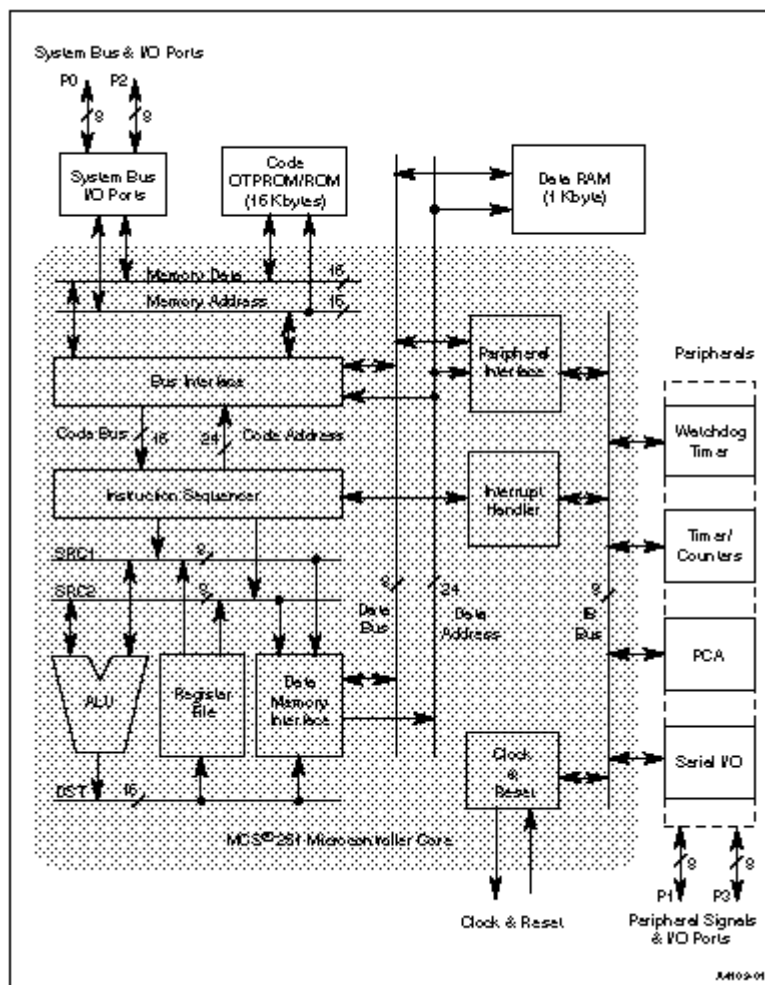 System Bus & I/O Ports
P0
P2
8
8
System Bus
I/O Ports
Code
OTPROM/ROM
(16 Kbytes)
Data RAM
(1 Kbyte)
Memory Data
16
Memory Address
16
Bus Interface
Peripheral
Interface
Peripherals
Code Bus
16
24
Code Address
Watchdog
Timer
Instruction Sequencer
Interrupt
Handler
SRC1
8
SRC2
8
Timer/
Counters
8
Data
Bus
24
Data
Address
8
IB
Bus
ALU
Register
File
Data
Memory
Interface
PCA
Clock
&
Reset
Serial I/O
DST
16
MCS® 251 Microcontroller Core
8
8
P1
P3
Clock & Reset
Peripheral Signals
& I/O Ports
A4109-01